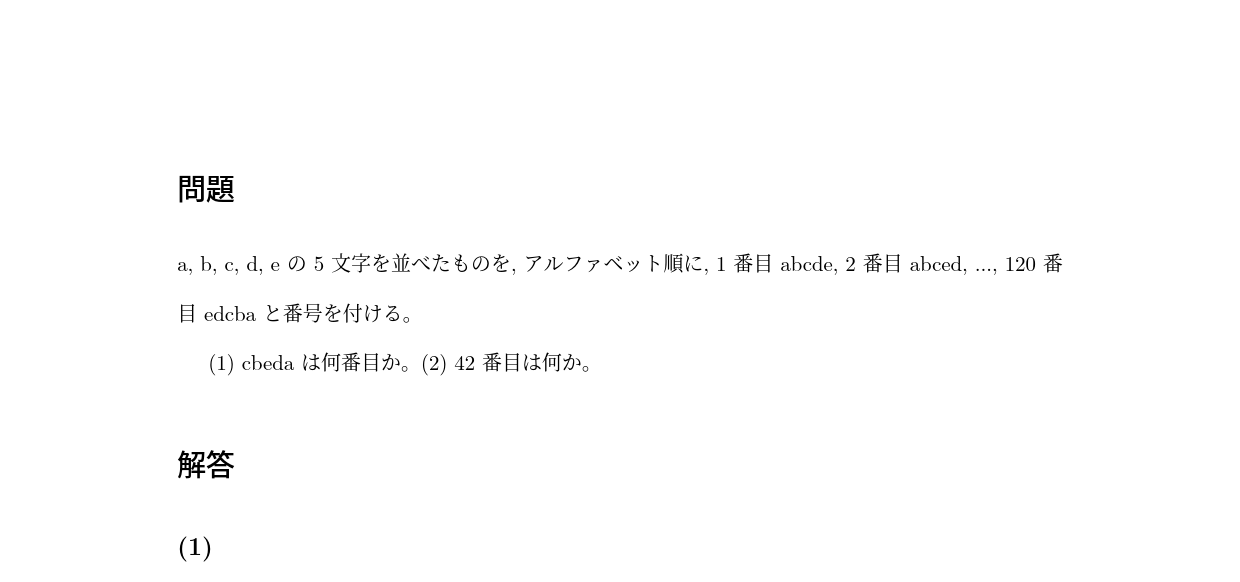 問題
a, b, c, d, e の 5 文字を並べたものを, アルファベット順に, 1 番目 abcde, 2 番目 abced, ..., 120 番
目 edcba と番号を付ける。
(1) cbeda は何番目か。(2) 42 番目は何か。
解答
(1)